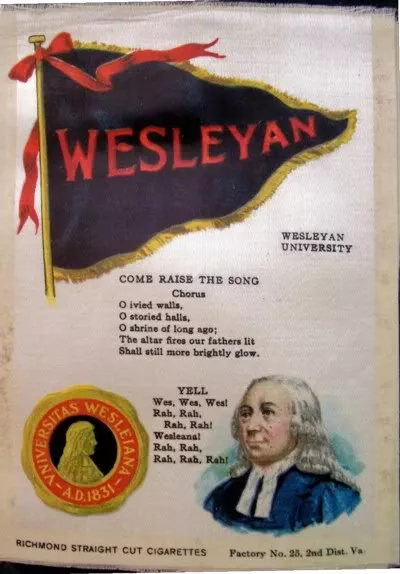 WESLEYAN
WESLEYAN
UNIVERSITY
COME RAISE THE SONG
Chorus
O ivied walls,
O storied halls,
O shrine of long ago;
The altar fires our fathers lit
Shall still more brightly glow.
YELL
Wes, Wes, Wes!
Rah, Rah,
Rah, Rah!
Wesleana!
Rah, Rah,
Rah, Rah, Rah!
UNIVERSITAS WESLEIANA
A.D. 1831
RICHMOND STRAIGHT CUT CIGARETTES
Factory No. 25, 2nd Dist. Va